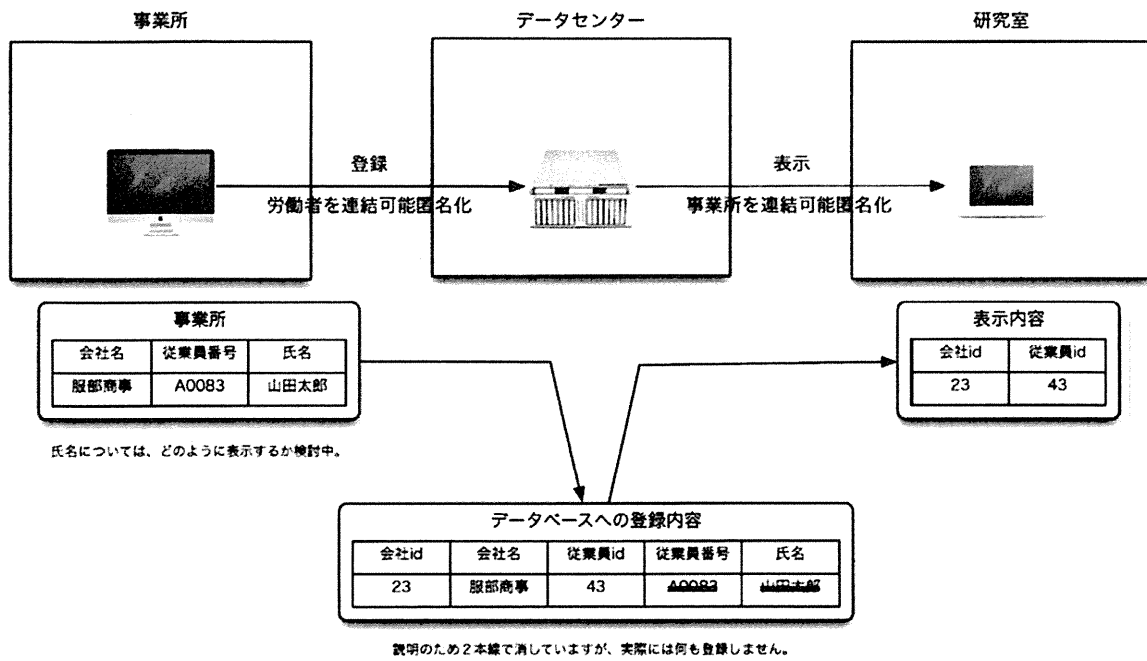 事業所
データセンター
研究室
登録
労働者を連結可能匿名化
表示
事業所を連結可能匿名化
事業所
会社名 従業員番号 氏名
服部商事 A0083 山田太郎
氏名については、どのように表示するか検討中。
表示内容
会社id 従業員id
23 43
データベースへの登録内容
会社id 会社名 従業員id 従業員番号 氏名
23 服部商事 43 A0083 山田太郎
説明のため2本線で消していますが、実際には何も登録しません。